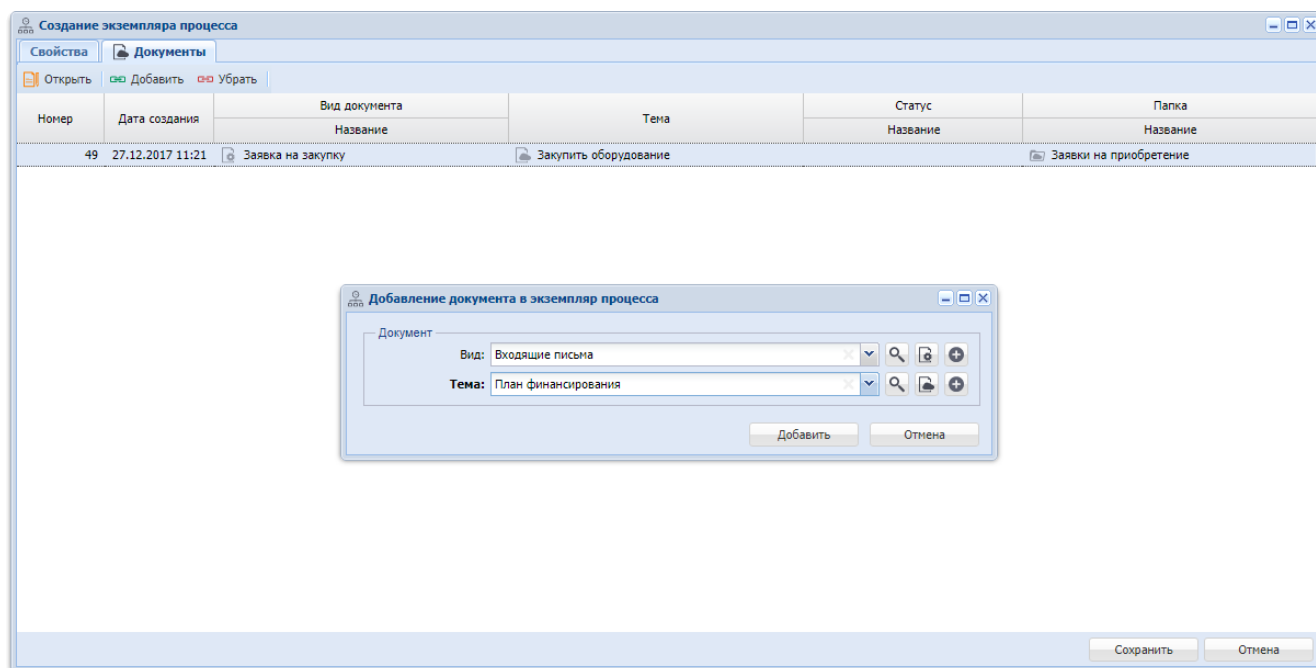 Создание экземпляра процесса
Свойства Документы
Открыть Добавить Убрать
Номер Дата создания Вид документа Тема Статус Папка
Название Название Название
49 27.12.2017 11:21 Заявка на закупку Закупить оборудование Заявки на приобретение
Добавление документа в экземпляр процесса
Документ
Вид: Входящие письма
Тема: План финансирования
Добавить Отмена
Сохранить Отмена